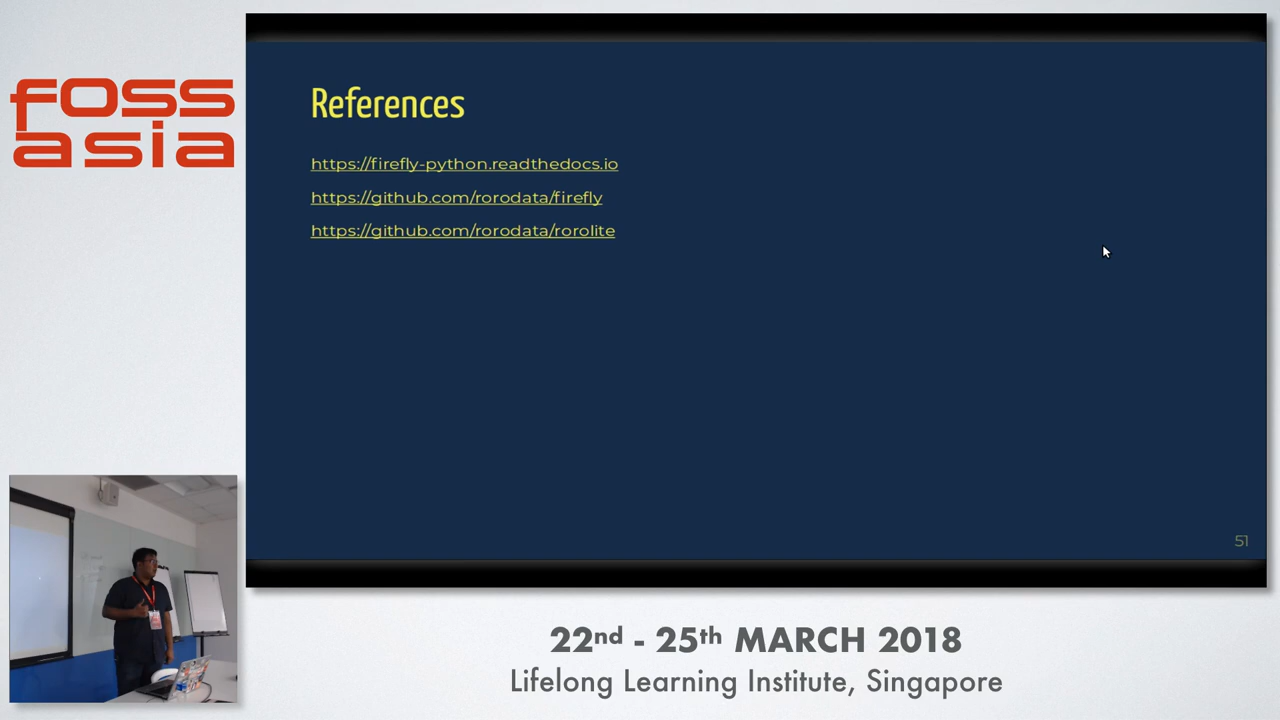 foss
asia
References
https://firefly-python.readthedocs.io
https://github.com/rorodata/firefly
https://github.com/rorodata/rorolite
51
22nd - 25th MARCH 2018
Lifelong Learning Institute, Singapore